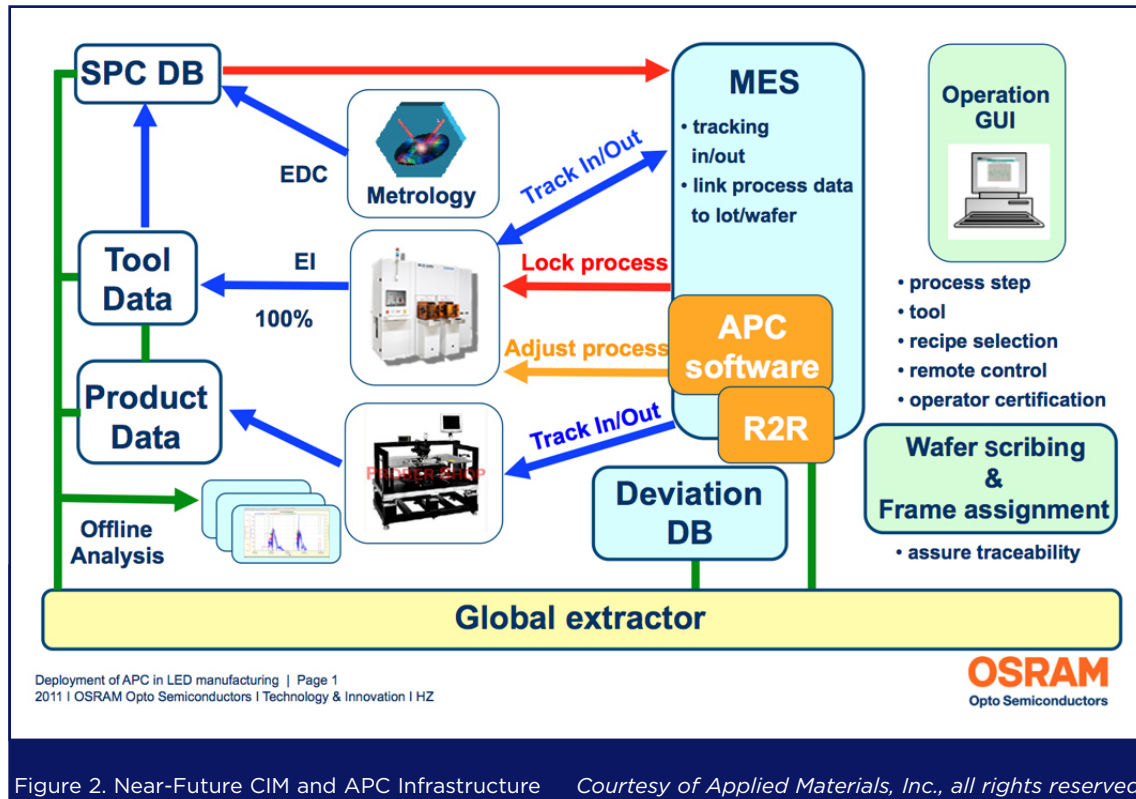 SPC DB
MES
• tracking
in/out
• link process data
to lot/wafer
Operation
GUI
EDC
Metrology
Track In/Out
Tool
Data
EI
100%
Lock process
• process step
• tool
• recipe selection
• remote control
• operator certification
Adjust process
APC
software
Product
Data
R2R
Track In/Out
PROBER SHOP
Wafer scribing
&
Frame assignment
• assure traceability
Deviation
DB
Offline
Analysis
Global extractor
Deployment of APC in LED manufacturing | Page 1
2011 I OSRAM Opto Semiconductors I Technology & Innovation I HZ
OSRAM
Opto Semiconductors
Figure 2. Near-Future CIM and APC Infrastructure
Courtesy of Applied Materials, Inc., all rights reserved